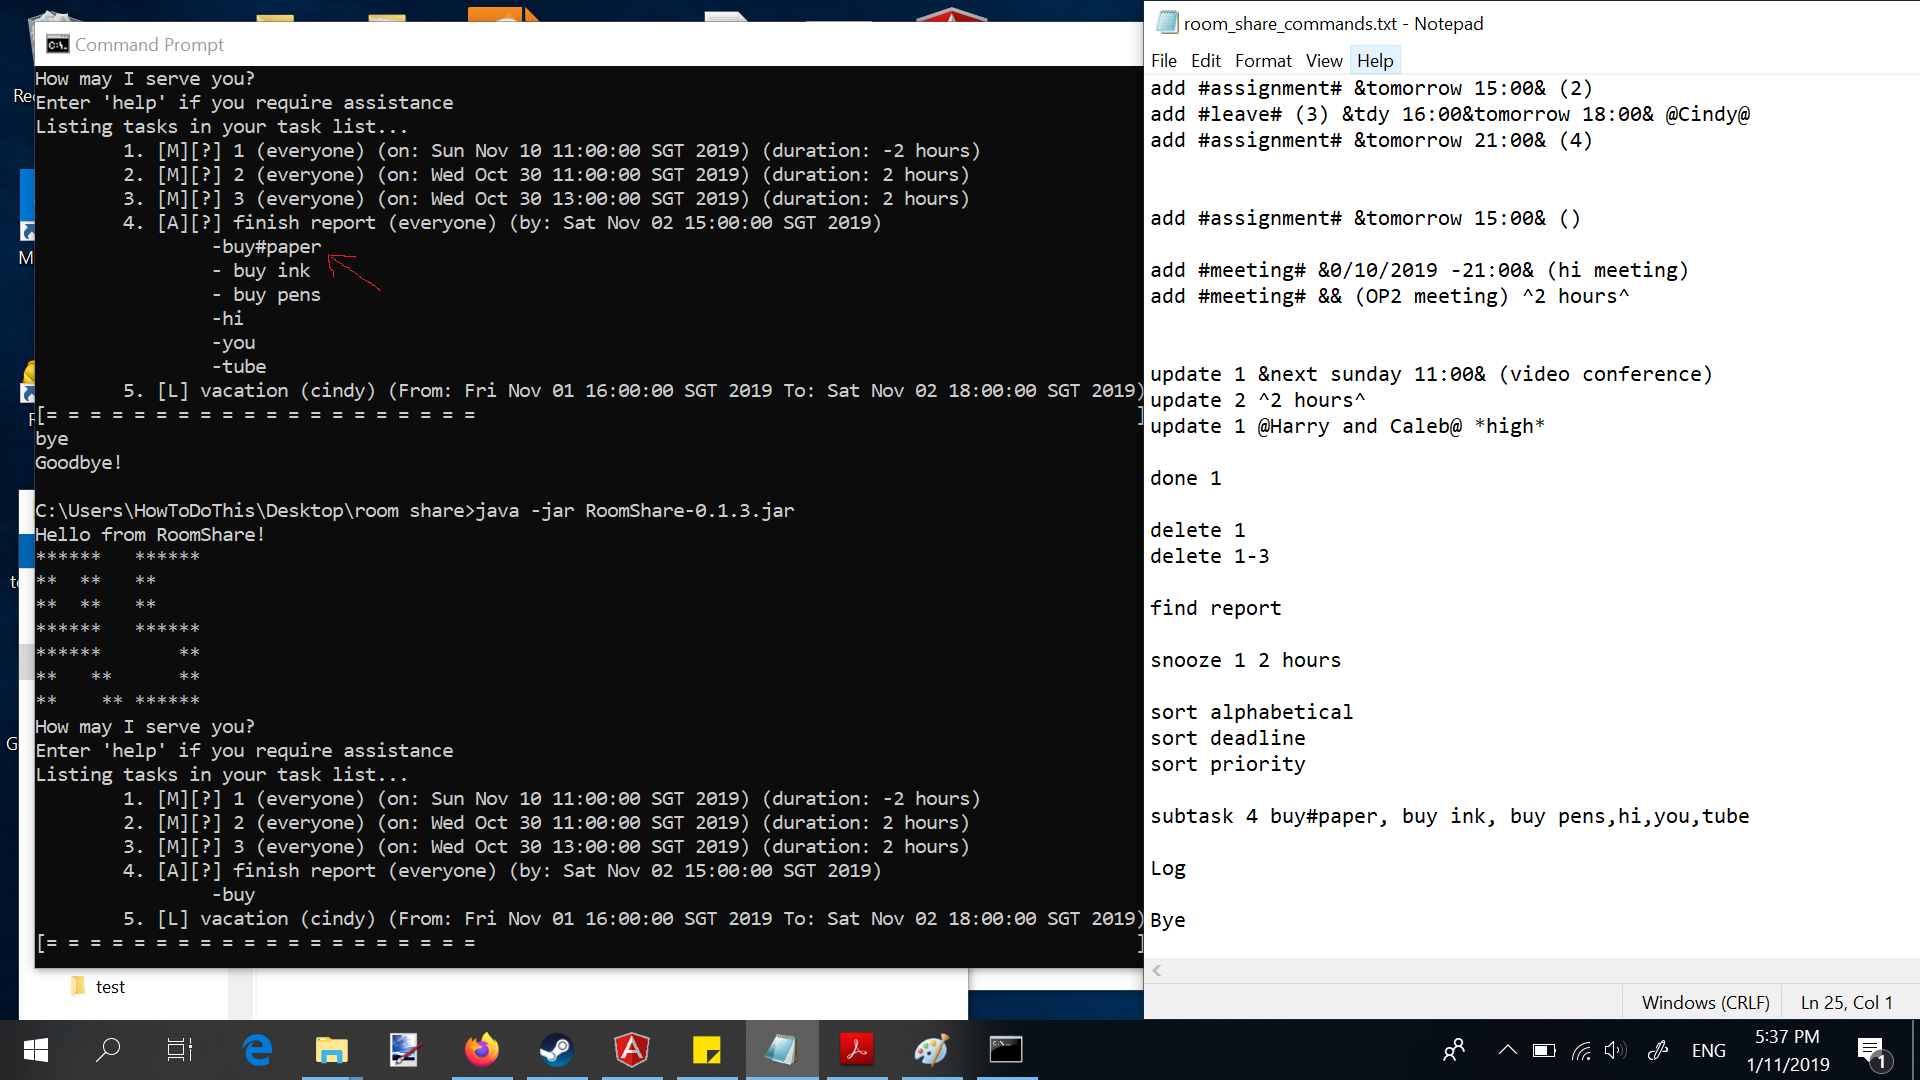 Command Prompt
How may I serve you?
Enter 'help' if you require assistance
Listing tasks in your task list...
1. [M][?] 1 (everyone) (on: Sun Nov 10 11:00:00 SGT 2019) (duration: -2 hours)
2. [M][?] 2 (everyone) (on: Wed Oct 30 11:00:00 SGT 2019) (duration: 2 hours)
3. [M][?] 3 (everyone) (on: Wed Oct 30 13:00:00 SGT 2019) (duration: 2 hours)
4. [A][?] finish report (everyone) (by: Sat Nov 02 15:00:00 SGT 2019)
-buy#paper
- buy ink
- buy pens
-hi
-you
-tube
5. [L] vacation (cindy) (From: Fri Nov 01 16:00:00 SGT 2019 To: Sat Nov 02 18:00:00 SGT 2019)
[= = = = = = = = = = = = = = = = = = = = ]
bye
Goodbye!
C:\Users\HowToDoThis\Desktop\room share>java -jar RoomShare-0.1.3.jar
Hello from RoomShare!
******   ******
**  **   **
**  **   **
******   ******
******       **
**   **      **
**    ** ******
How may I serve you?
Enter 'help' if you require assistance
Listing tasks in your task list...
1. [M][?] 1 (everyone) (on: Sun Nov 10 11:00:00 SGT 2019) (duration: -2 hours)
2. [M][?] 2 (everyone) (on: Wed Oct 30 11:00:00 SGT 2019) (duration: 2 hours)
3. [M][?] 3 (everyone) (on: Wed Oct 30 13:00:00 SGT 2019) (duration: 2 hours)
4. [A][?] finish report (everyone) (by: Sat Nov 02 15:00:00 SGT 2019)
-buy
5. [L] vacation (cindy) (From: Fri Nov 01 16:00:00 SGT 2019 To: Sat Nov 02 18:00:00 SGT 2019)
[= = = = = = = = = = = = = = = = = = = = ]
test
room_share_commands.txt - Notepad
File Edit Format View Help
add #assignment# &tomorrow 15:00& (2)
add #leave# (3) &tdy 16:00&tomorrow 18:00& @Cindy@
add #assignment# &tomorrow 21:00& (4)
add #assignment# &tomorrow 15:00& ()
add #meeting# &0/10/2019 -21:00& (hi meeting)
add #meeting# && (OP2 meeting) ^2 hours^
update 1 &next sunday 11:00& (video conference)
update 2 ^2 hours^
update 1 @Harry and Caleb@ *high*
done 1
delete 1
delete 1-3
find report
snooze 1 2 hours
sort alphabetical
sort deadline
sort priority
subtask 4 buy#paper, buy ink, buy pens,hi,you,tube
Log
Bye
Windows (CRLF) Ln 25, Col 1
ENG
5:37 PM
1/11/2019
1